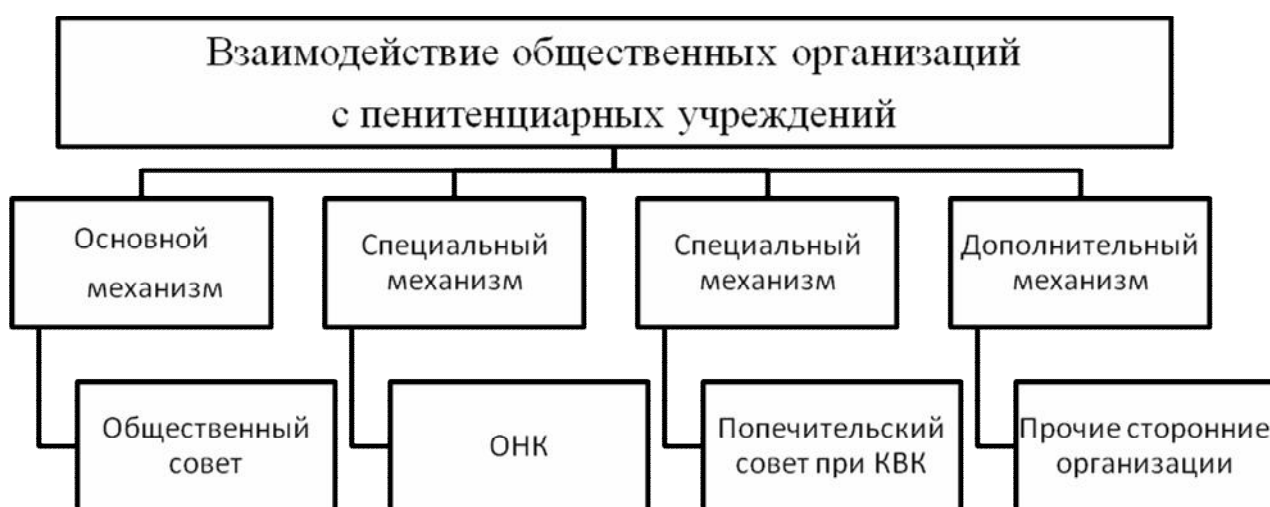 Взаимодействие общественных организаций
с пенитенциарных учреждений
Основной
механизм
Специальный
механизм
Специальный
механизм
Дополнительный
механизм
Общественный
совет
ОНК
Попечительский
совет при КВК
Прочие сторонние
организации